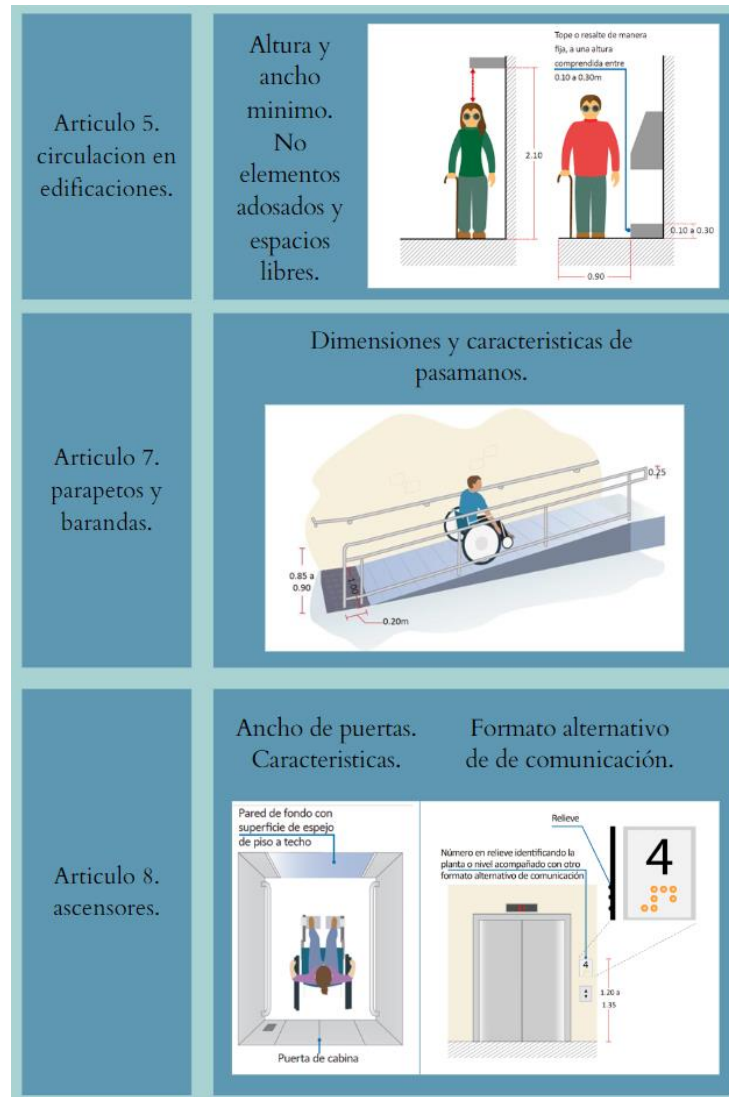 Articulo 5.
circulacion en
edificaciones.
Altura y
ancho
minimo.
No
elementos
adosados y
espacios
libres.
2.10
Tope o resalte de manera
fija, a una altura
comprendida entre
0.10 a 0.30m
0.10 a 0.30
0.90
Articulo 7.
parapetos y
barandas.
Dimensiones y caracteristicas de
pasamanos.
0.25
0.85 a
0.90
1.00
0.20m
Articulo 8.
ascensores.
Ancho de puertas.
Caracteristicas.
Formato alternativo
de de comunicación.
Pared de fondo con
superficie de espejo
de piso a techo
Puerta de cabina
Relieve
Número en relieve identificando la
planta o nivel acompañado con otro
formato alternativo de comunicación
4
4
1.20 a
1.35